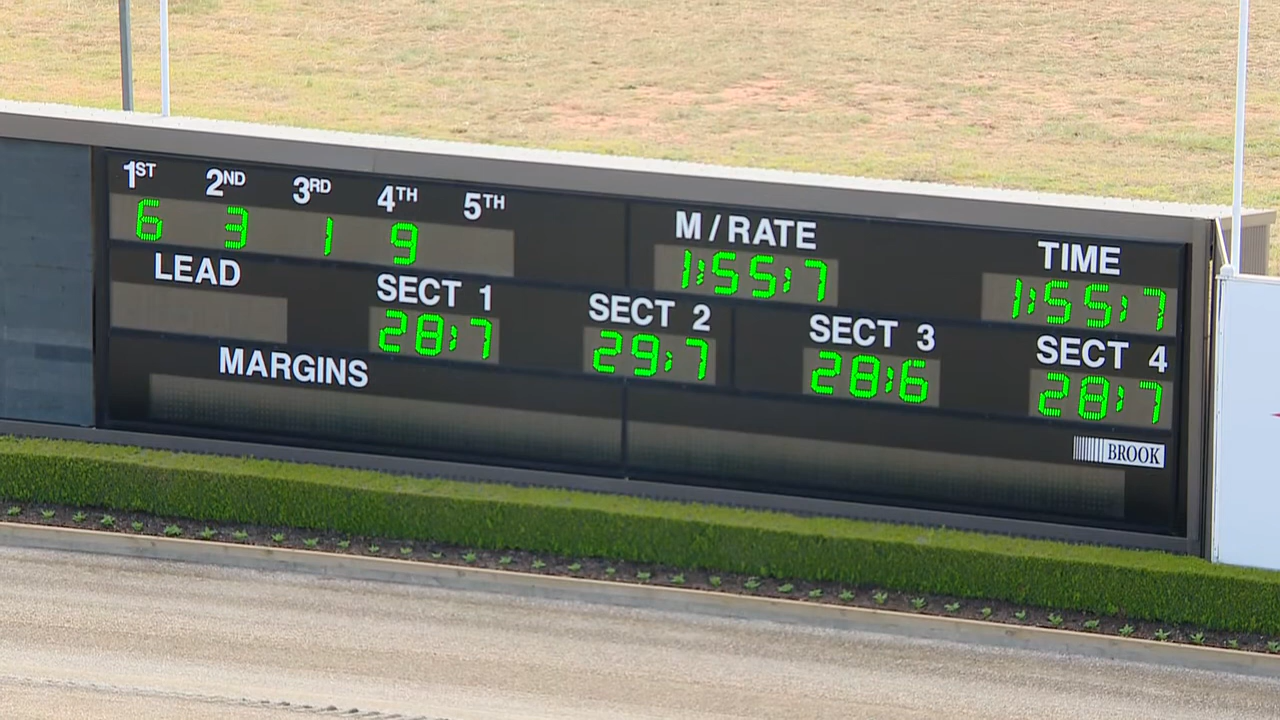 1ST 2ND 3RD 4TH 5TH
6 3 1 9
M/RATE
1:55:7
TIME
1:55:7
LEAD
SECT 1
28:7
SECT 2
29:7
SECT 3
28:6
SECT 4
28:7
MARGINS
BROOK